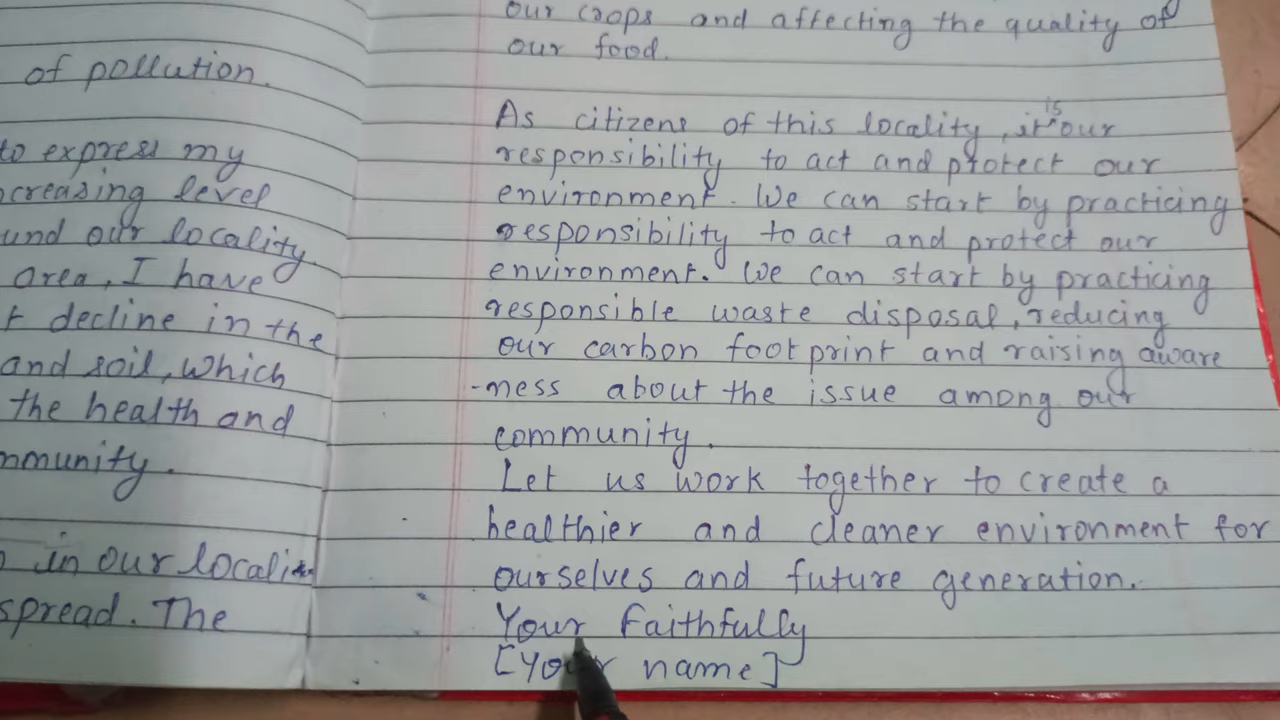 of pollution.
to express my
creasing level
und our locality.
area, I have
t decline in the
and soil, which
the health and
mmunity.
in our locali
spread. The
our crops and affecting the quality of
our food.
As citizens of this locality, it is our
responsibility to act and protect our
environment. We can start by practicing
responsibility to act and protect our
environment. We can start by practicing
responsible waste disposal, reducing
our carbon footprint and raising aware
-ness about the issue among our
community.
Let us work together to create a
healthier and cleaner environment for
ourselves and future generation.
Your Faithfully
[Your name]